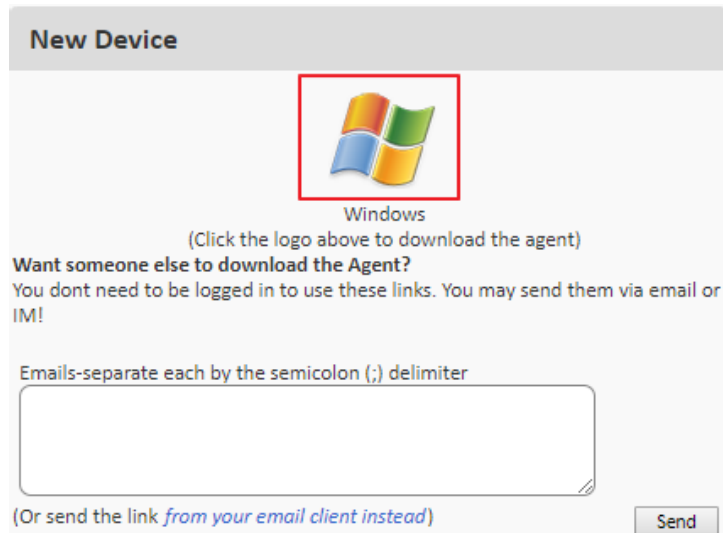 New Device
Windows
(Click the logo above to download the agent)
Want someone else to download the Agent?
You dont need to be logged in to use these links. You may send them via email or
IM!
Emails-separate each by the semicolon (;) delimiter
(Or send the link from your email client instead)
Send